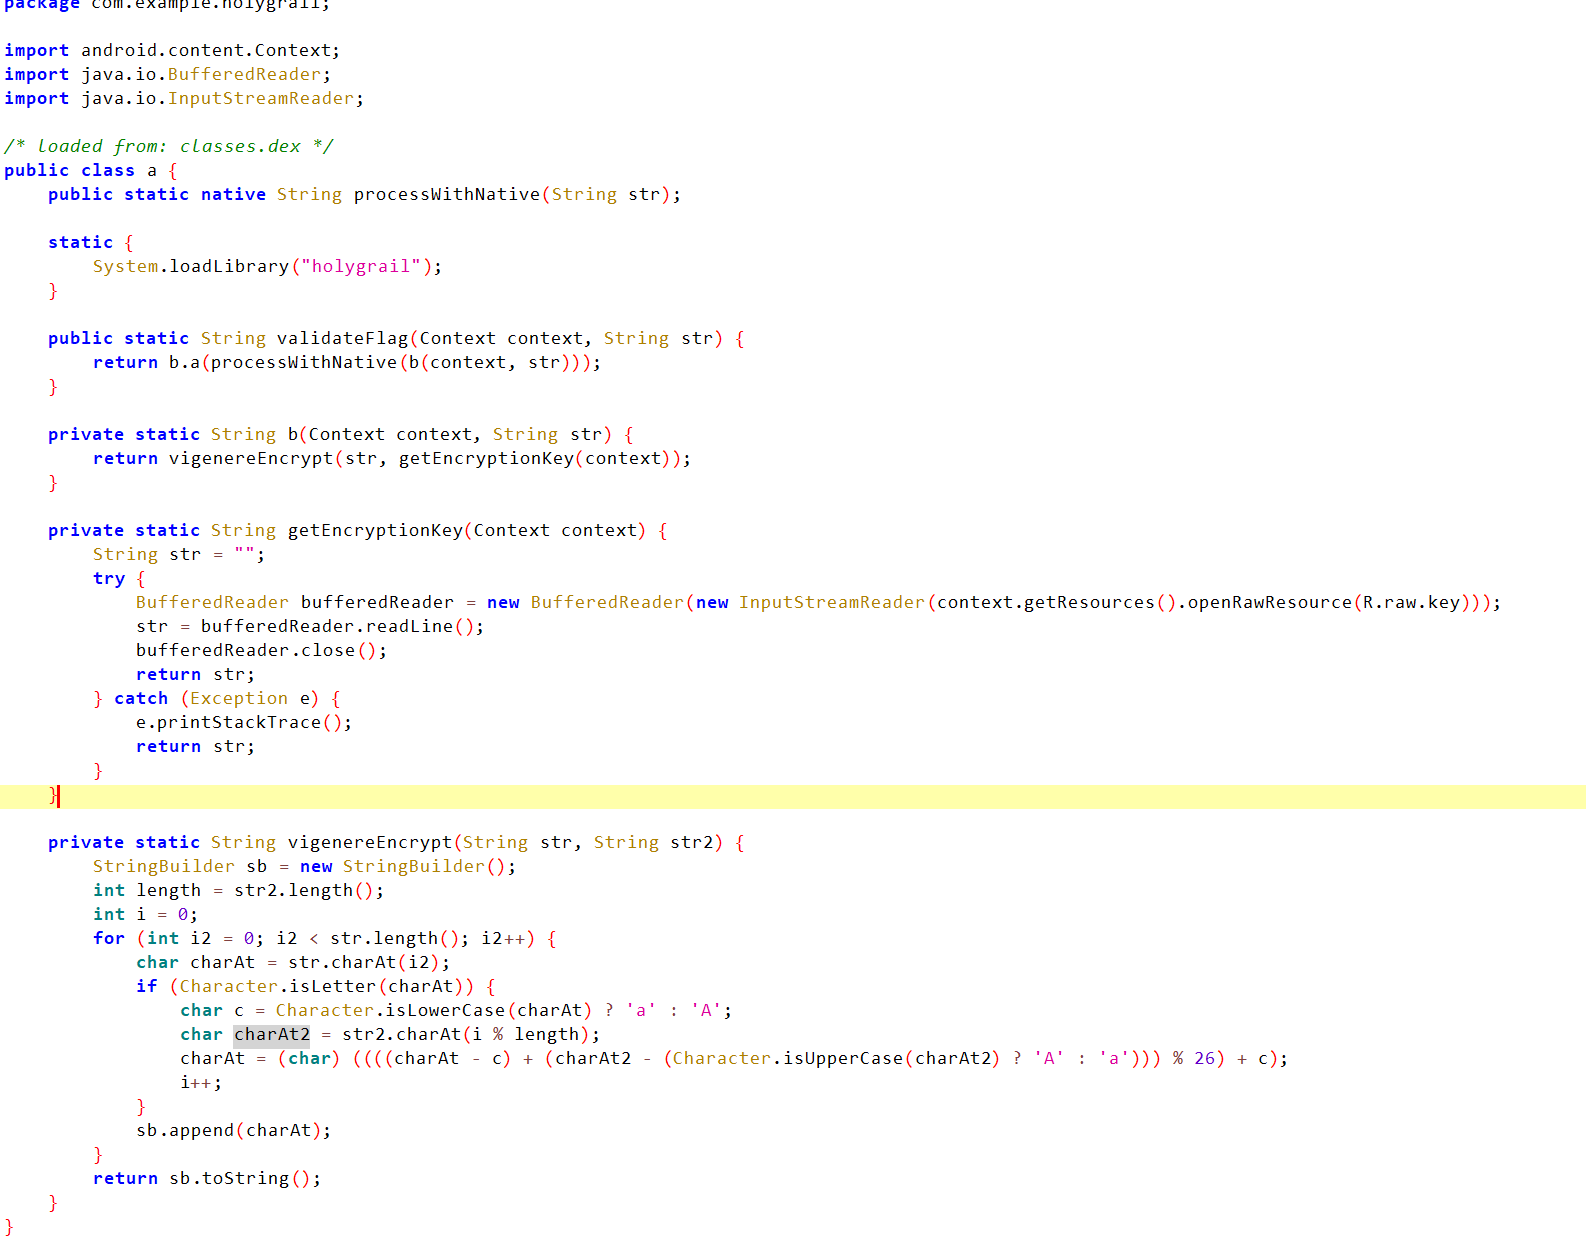 package com.example.holygrail;
import android.content.Context;
import java.io.BufferedReader;
import java.io.InputStreamReader;
/* loaded from: classes.dex */
public class a {
    public static native String processWithNative(String str);
    static {
        System.loadLibrary("holygrail");
    }
    public static String validateFlag(Context context, String str) {
        return b.a(processWithNative(b(context, str)));
    }
    private static String b(Context context, String str) {
        return vigenereEncrypt(str, getEncryptionKey(context));
    }
    private static String getEncryptionKey(Context context) {
        String str = "";
        try {
            BufferedReader bufferedReader = new BufferedReader(new InputStreamReader(context.getResources().openRawResource(R.raw.key)));
            str = bufferedReader.readLine();
            bufferedReader.close();
            return str;
        } catch (Exception e) {
            e.printStackTrace();
            return str;
        }
    }
    private static String vigenereEncrypt(String str, String str2) {
        StringBuilder sb = new StringBuilder();
        int length = str2.length();
        int i = 0;
        for (int i2 = 0; i2 < str.length(); i2++) {
            char charAt = str.charAt(i2);
            if (Character.isLetter(charAt)) {
                char c = Character.isLowerCase(charAt) ? 'a' : 'A';
                char charAt2 = str2.charAt(i % length);
                charAt = (char) ((((charAt - c) + (charAt2 - (Character.isUpperCase(charAt2) ? 'A' : 'a'))) % 26) + c);
                i++;
            }
            sb.append(charAt);
        }
        return sb.toString();
    }
}